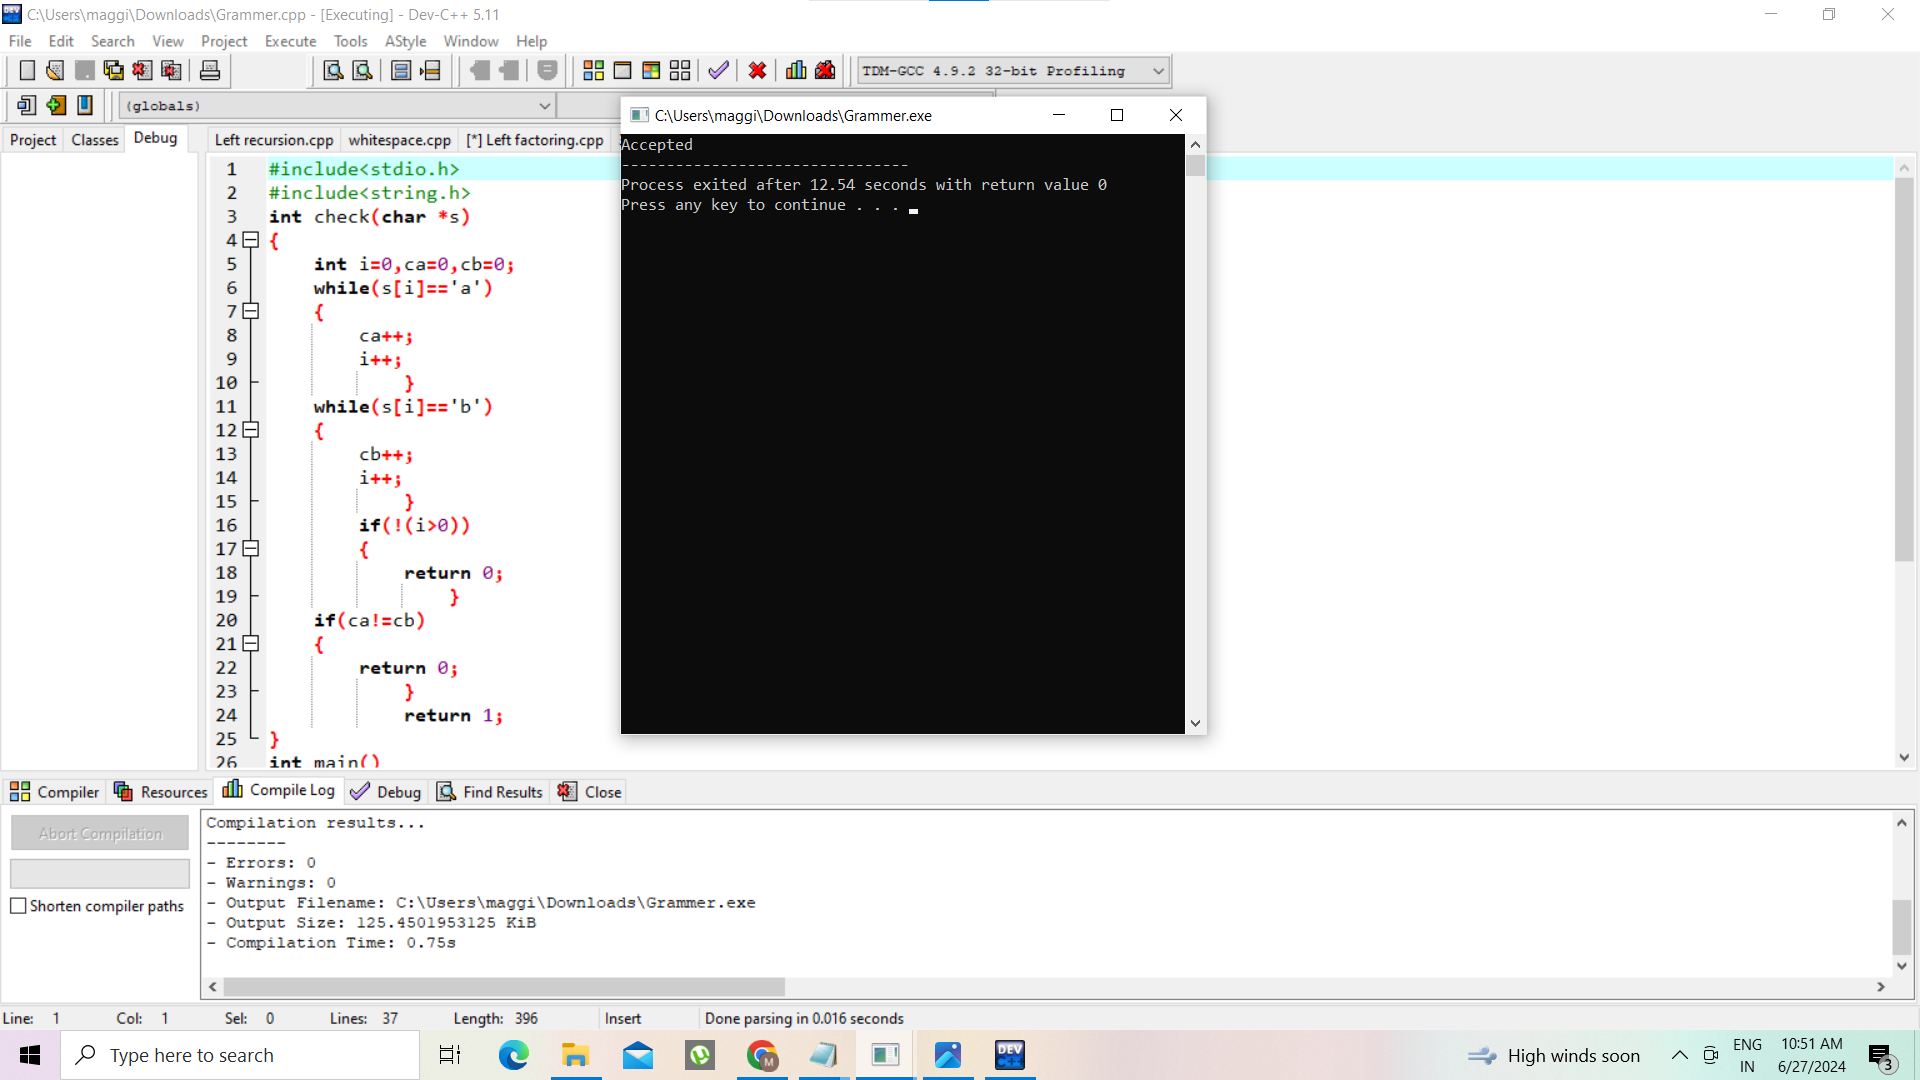 C:\Users\maggi\Downloads\Grammer.cpp - [Executing] - Dev-C++ 5.11
File Edit Search View Project Execute Tools AStyle Window Help
TDM-GCC 4.9.2 32-bit Profiling
(globals)
Project Classes Debug
Left recursion.cpp whitespace.cpp [*] Left factoring.cpp
1 #include<stdio.h>
2 #include<string.h>
3 int check(char *s)
4 {
5 int i=0,ca=0,cb=0;
6 while(s[i]=='a')
7 {
8 ca++;
9 i++;
10 }
11 while(s[i]=='b')
12 {
13 cb++;
14 i++;
15 }
16 if(!(i>0))
17 {
18 return 0;
19 }
20 if(ca!=cb)
21 {
22 return 0;
23 }
24 return 1;
25 }
26 int main()
C:\Users\maggi\Downloads\Grammer.exe
Accepted
--------------------------------
Process exited after 12.54 seconds with return value 0
Press any key to continue . . .
Compiler Resources Compile Log Debug Find Results Close
Abort Compilation
Shorten compiler paths
Compilation results...
--------
- Errors: 0
- Warnings: 0
- Output Filename: C:\Users\maggi\Downloads\Grammer.exe
- Output Size: 125.4501953125 KiB
- Compilation Time: 0.75s
Line: 1 Col: 1 Sel: 0 Lines: 37 Length: 396 Insert Done parsing in 0.016 seconds
Type here to search
DEV
C++
M
High winds soon
ENG
IN
10:51 AM
6/27/2024
3